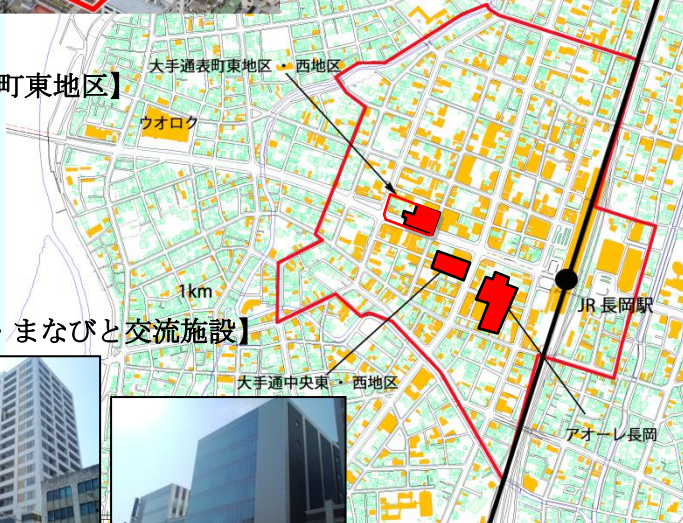 大手通表町東地区 ・ 西地区
町東地区】
ウオロク
1km
JR 長岡駅
・まなびと交流施設】
大手通中央東 ・ 西地区
アオーレ長岡